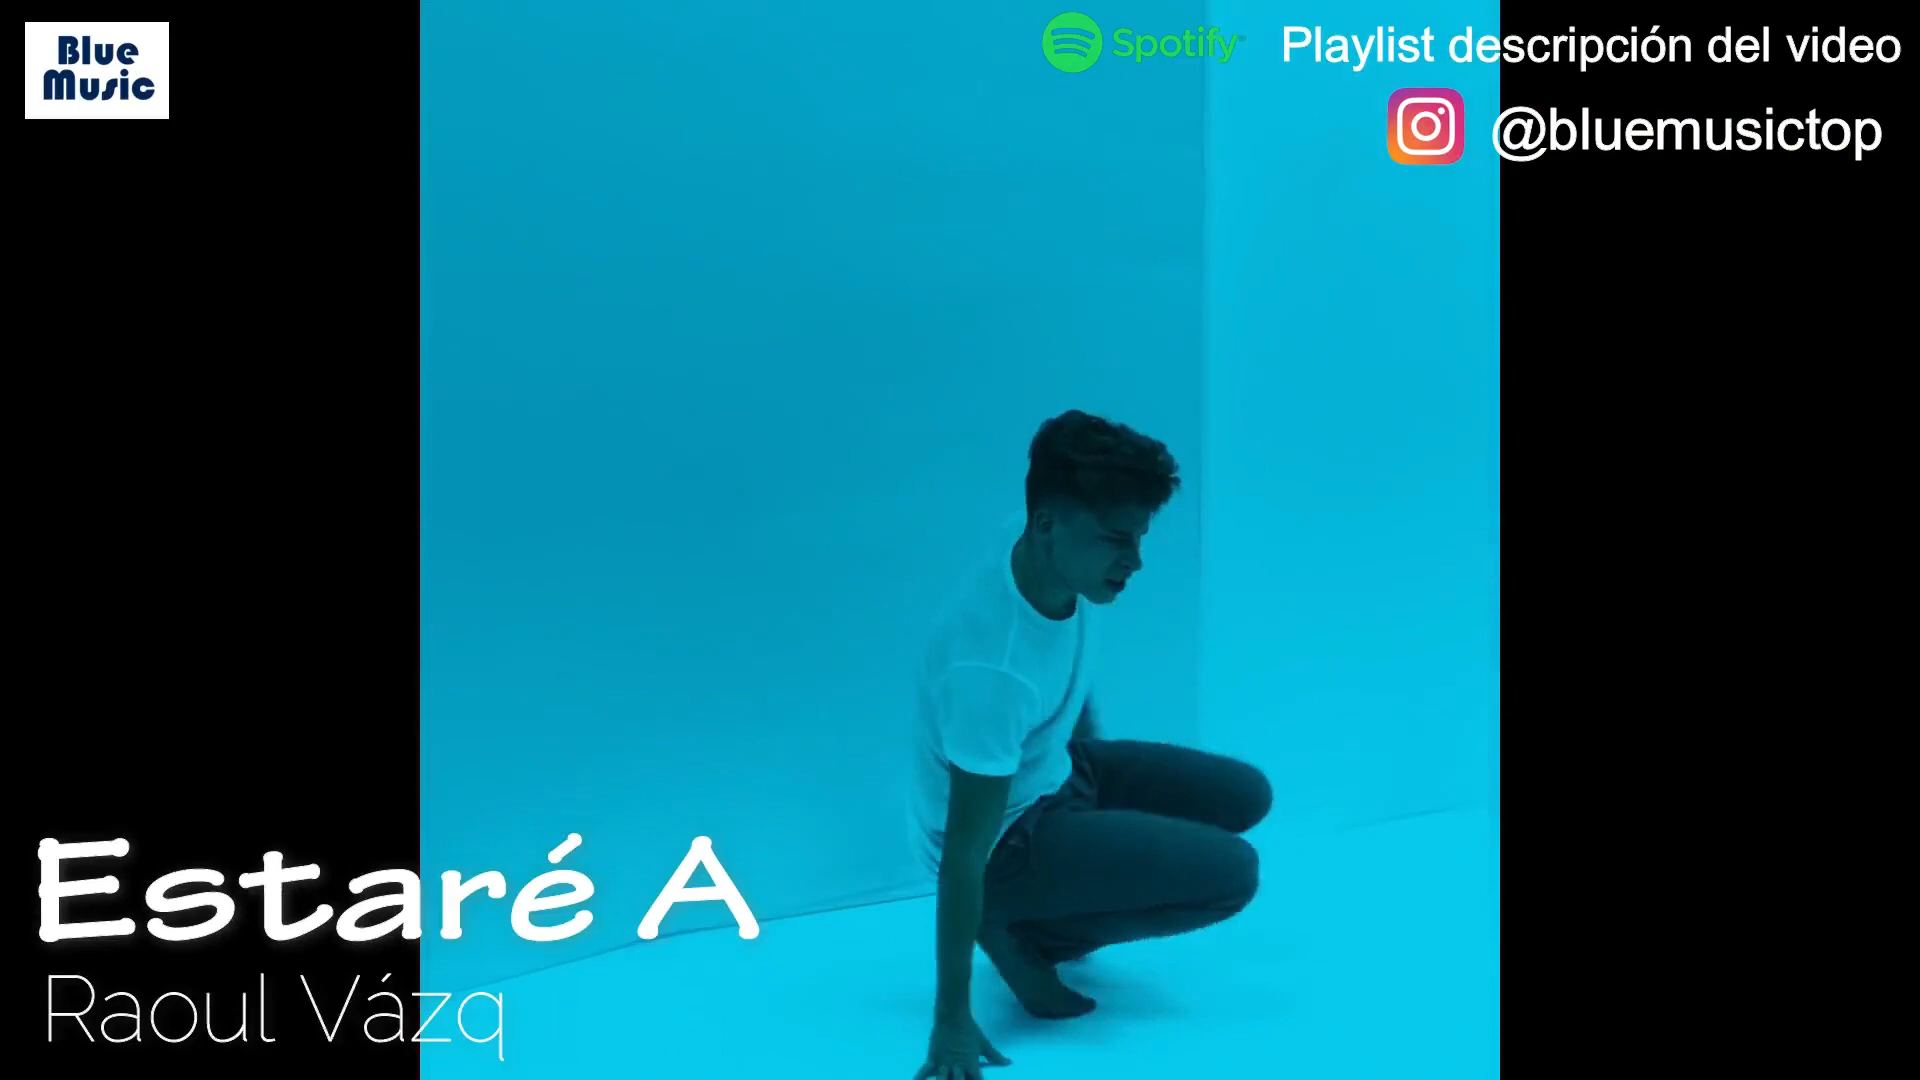 Blue
Music
Spotify
Playlist descripción del video
@bluemusictop
Estaré A
Raoul Vázq